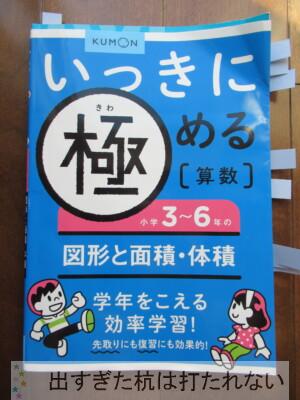 KUMON
いっきに
きわ
極める
[算数]
小学3~6年の
図形と面積・体積
学年をこえる
効率学習!
先取りにも復習にも効果的!
出すぎた杭は打たれない